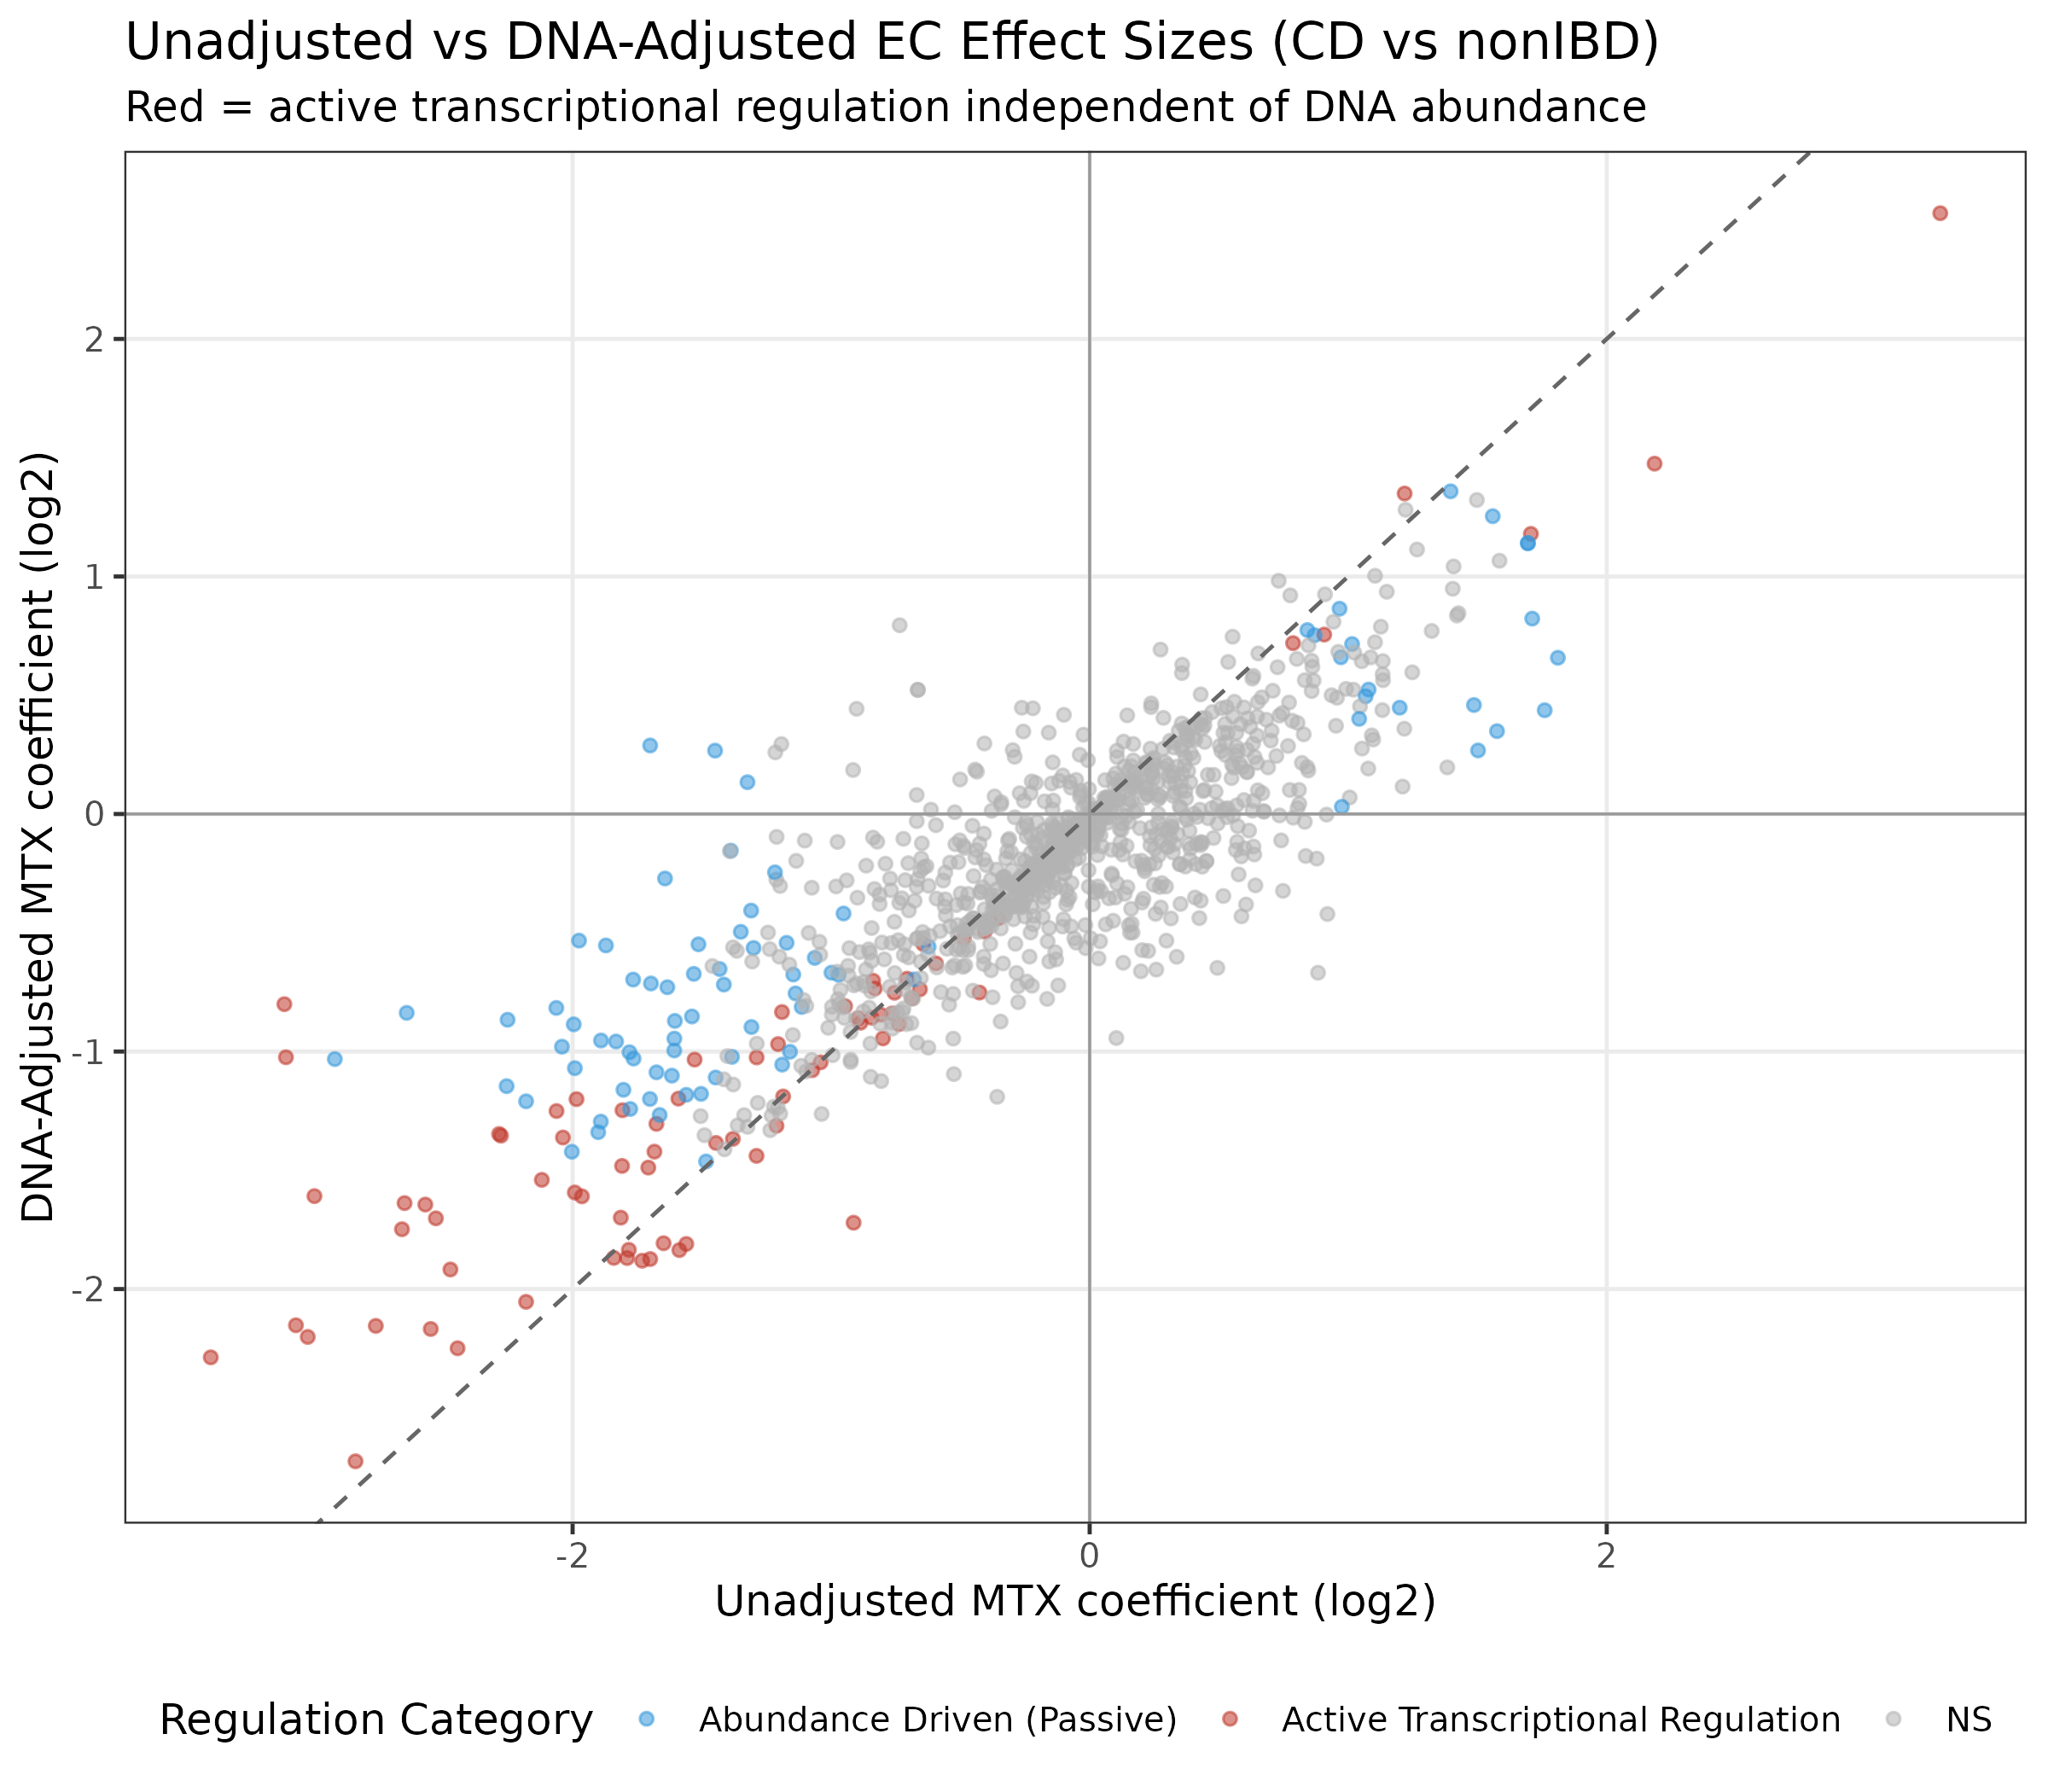 Unadjusted vs DNA-Adjusted EC Effect Sizes (CD vs nonIBD)
Red = active transcriptional regulation independent of DNA abundance
DNA-Adjusted MTX coefficient (log2)
2
1
0
-1
-2
-2 0 2
Unadjusted MTX coefficient (log2)
Regulation Category Abundance Driven (Passive) Active Transcriptional Regulation NS